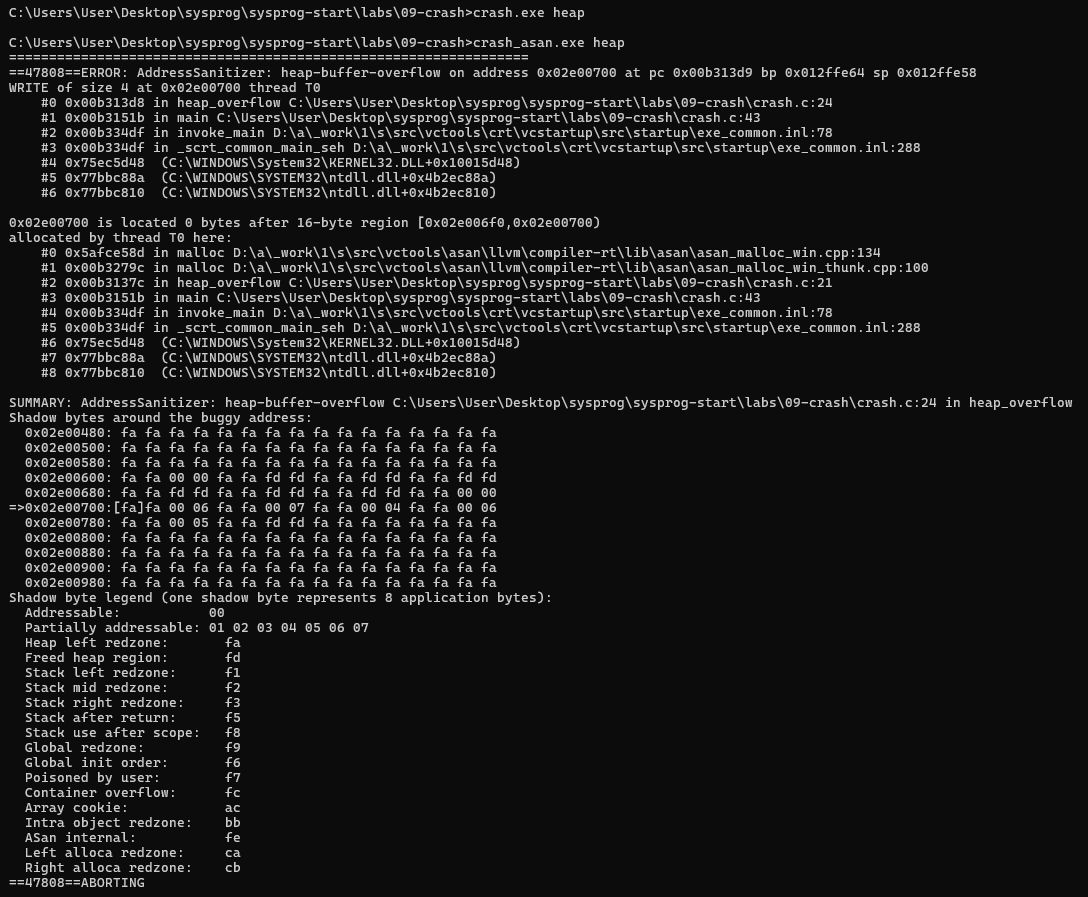 C:\Users\User\Desktop\sysprog\sysprog-start\labs\09-crash>crash.exe heap
C:\Users\User\Desktop\sysprog\sysprog-start\labs\09-crash>crash_asan.exe heap
=================================================================
==47808==ERROR: AddressSanitizer: heap-buffer-overflow on address 0x02e00700 at pc 0x00b313d9 bp 0x012ffe64 sp 0x012ffe58
WRITE of size 4 at 0x02e00700 thread T0
    #0 0x00b313d8 in heap_overflow C:\Users\User\Desktop\sysprog\sysprog-start\labs\09-crash\crash.c:24
    #1 0x00b3151b in main C:\Users\User\Desktop\sysprog\sysprog-start\labs\09-crash\crash.c:43
    #2 0x00b334df in invoke_main D:\a\_work\1\s\src\vctools\crt\vcstartup\src\startup\exe_common.inl:78
    #3 0x00b334df in _scrt_common_main_seh D:\a\_work\1\s\src\vctools\crt\vcstartup\src\startup\exe_common.inl:288
    #4 0x75ec5d48  (C:\WINDOWS\System32\KERNEL32.DLL+0x10015d48)
    #5 0x77bbc88a  (C:\WINDOWS\SYSTEM32\ntdll.dll+0x4b2ec88a)
    #6 0x77bbc810  (C:\WINDOWS\SYSTEM32\ntdll.dll+0x4b2ec810)
0x02e00700 is located 0 bytes after 16-byte region [0x02e006f0,0x02e00700)
allocated by thread T0 here:
    #0 0x5afce58d in malloc D:\a\_work\1\s\src\vctools\asan\llvm\compiler-rt\lib\asan\asan_malloc_win.cpp:134
    #1 0x00b3279c in malloc D:\a\_work\1\s\src\vctools\asan\llvm\compiler-rt\lib\asan\asan_malloc_win_thunk.cpp:100
    #2 0x00b3137c in heap_overflow C:\Users\User\Desktop\sysprog\sysprog-start\labs\09-crash\crash.c:21
    #3 0x00b3151b in main C:\Users\User\Desktop\sysprog\sysprog-start\labs\09-crash\crash.c:43
    #4 0x00b334df in invoke_main D:\a\_work\1\s\src\vctools\crt\vcstartup\src\startup\exe_common.inl:78
    #5 0x00b334df in _scrt_common_main_seh D:\a\_work\1\s\src\vctools\crt\vcstartup\src\startup\exe_common.inl:288
    #6 0x75ec5d48  (C:\WINDOWS\System32\KERNEL32.DLL+0x10015d48)
    #7 0x77bbc88a  (C:\WINDOWS\SYSTEM32\ntdll.dll+0x4b2ec88a)
    #8 0x77bbc810  (C:\WINDOWS\SYSTEM32\ntdll.dll+0x4b2ec810)
SUMMARY: AddressSanitizer: heap-buffer-overflow C:\Users\User\Desktop\sysprog\sysprog-start\labs\09-crash\crash.c:24 in heap_overflow
Shadow bytes around the buggy address:
  0x02e00480: fa fa fa fa fa fa fa fa fa fa fa fa fa fa fa fa
  0x02e00500: fa fa fa fa fa fa fa fa fa fa fa fa fa fa fa fa
  0x02e00580: fa fa fa fa fa fa fa fa fa fa fa fa fa fa fa fa
  0x02e00600: fa fa 00 00 fa fa fd fd fa fd fd fa fa fd fd
  0x02e00680: fa fa fd fd fa fa fd fd fa fa fd fd fa fa 00 00
=>0x02e00700:[fa]fa 00 06 fa fa 00 07 fa fa 00 04 fa fa 00 06
  0x02e00780: fa fa 00 05 fa fa fd fd fa fa fa fa fa fa fa fa
  0x02e00800: fa fa fa fa fa fa fa fa fa fa fa fa fa fa fa fa
  0x02e00880: fa fa fa fa fa fa fa fa fa fa fa fa fa fa fa fa
  0x02e00900: fa fa fa fa fa fa fa fa fa fa fa fa fa fa fa fa
  0x02e00980: fa fa fa fa fa fa fa fa fa fa fa fa fa fa fa fa
Shadow byte legend (one shadow byte represents 8 application bytes):
  Addressable:           00
  Partially addressable: 01 02 03 04 05 06 07
  Heap left redzone:       fa
  Freed heap region:       fd
  Stack left redzone:      f1
  Stack mid redzone:       f2
  Stack right redzone:     f3
  Stack after return:      f5
  Stack use after scope:   f8
  Global redzone:          f9
  Global init order:       f6
  Poisoned by user:        f7
  Container overflow:      fc
  Array cookie:            ac
  Intra object redzone:    bb
  ASan internal:           fe
  Left alloca redzone:     ca
  Right alloca redzone:    cb
==47808==ABORTING